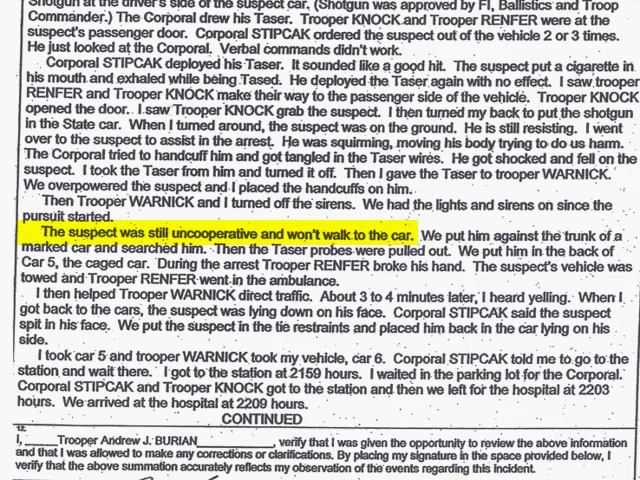 Shotgun at the driver's side of the suspect car, (Shotgun was approved by FI, Ballistics and Troop
Commander.) The Corporal drew his Taser. Trooper KNOCK and Trooper RENFER were at the
suspect's passenger door. Corporal STIPCAK ordered the suspect out of the vehicle 2 or 3 times.
He just looked at the Corporal. Verbal commands didn't work.
Corporal STIPCAK deployed his Taser. It sounded like a good hit. The suspect put a cigarette in
his mouth and exhaled while being Tased. He deployed the Taser again with no effect. I saw trooper
RENFER and Trooper KNOCK make their way to the passenger side of the vehicle. Trooper KNOCK
opened the door. I saw Trooper KNOCK grab the suspect. I then turned my back to put the shotgun
in the State car. When I turned around, the suspect was on the ground. He is still resisting. I went
over to the suspect to assist in the arrest. He was squirming, moving his body trying to do us harm.
The Corporal tried to handcuff him and got tangled in the Taser wires. He got shocked and fell on the
suspect. I took the Taser from him and turned it off. Then I gave the Taser to trooper WARNICK.
We overpowered the suspect and I placed the handcuffs on him.
Then Trooper WARNICK and I turned off the sirens. We had the lights and sirens on since the
pursuit started.
The suspect was still uncooperative and won't walk to the car. We put him against the trunk of a
marked car and searched him. Then the Taser probes were pulled out. We put him in the back of
Car 5, the caged car. During the arrest Trooper RENFER broke his hand. The suspect's vehicle was
towed and Trooper RENFER went in the ambulance.
I then helped Trooper WARNICK direct traffic. About 3 to 4 minutes later, I heard yelling. When I
got back to the cars, the suspect was lying down on his face. Corporal STIPCAK said the suspect
spit in his face. We put the suspect in the tie restraints and placed him back in the car lying on his
side.
I took car 5 and trooper WARNICK took my vehicle, car 6. Corporal STIPCAK told me to go to the
station and wait there. I got to the station at 2159 hours. I waited in the parking lot for the Corporal.
Corporal STIPCAK and Trooper KNOCK got to the station and then we left for the hospital at 2203
hours. We arrived at the hospital at 2209 hours.
CONTINUED
12.
I, _____Trooper Andrew J. BURIAN____________, verify that I was given the opportunity to review the above information
and that I was allowed to make any corrections or clarifications. By placing my signature in the space provided below, I
verify that the above summation accurately reflects my observation of the events regarding this incident.